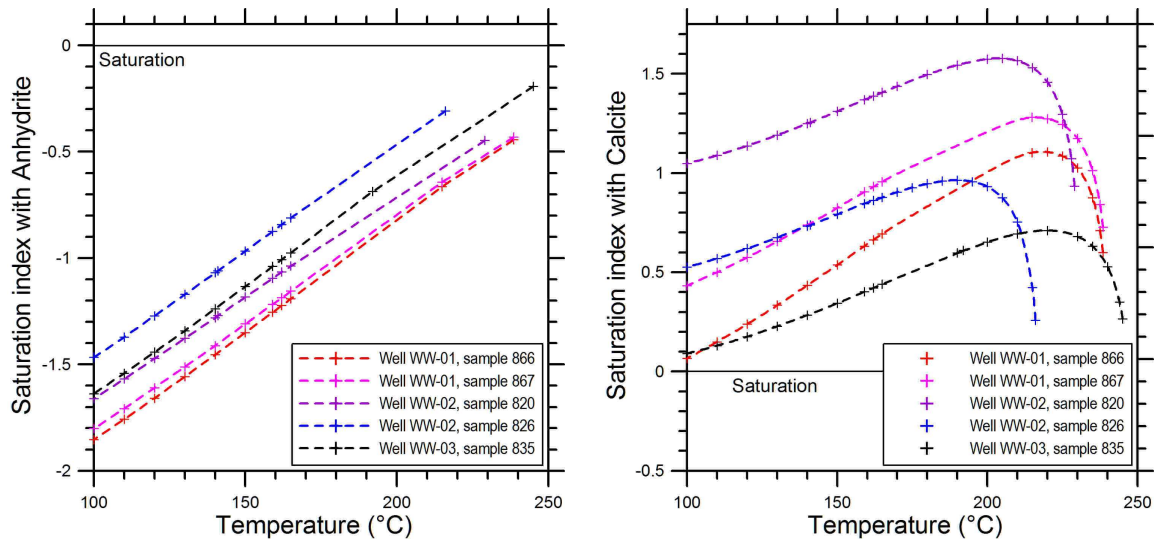 Saturation index with Anhydrite
0
-0.5
-1
-1.5
-2
Saturation
Well WW-01, sample 866
Well WW-01, sample 867
Well WW-02, sample 820
Well WW-02, sample 826
Well WW-03, sample 835
100
150
200
250
Temperature (°C)
Saturation index with Calcite
1.5
1
0.5
0
-0.5
Saturation
Well WW-01, sample 866
Well WW-01, sample 867
Well WW-02, sample 820
Well WW-02, sample 826
Well WW-03, sample 835
100
150
200
250
Temperature (°C)